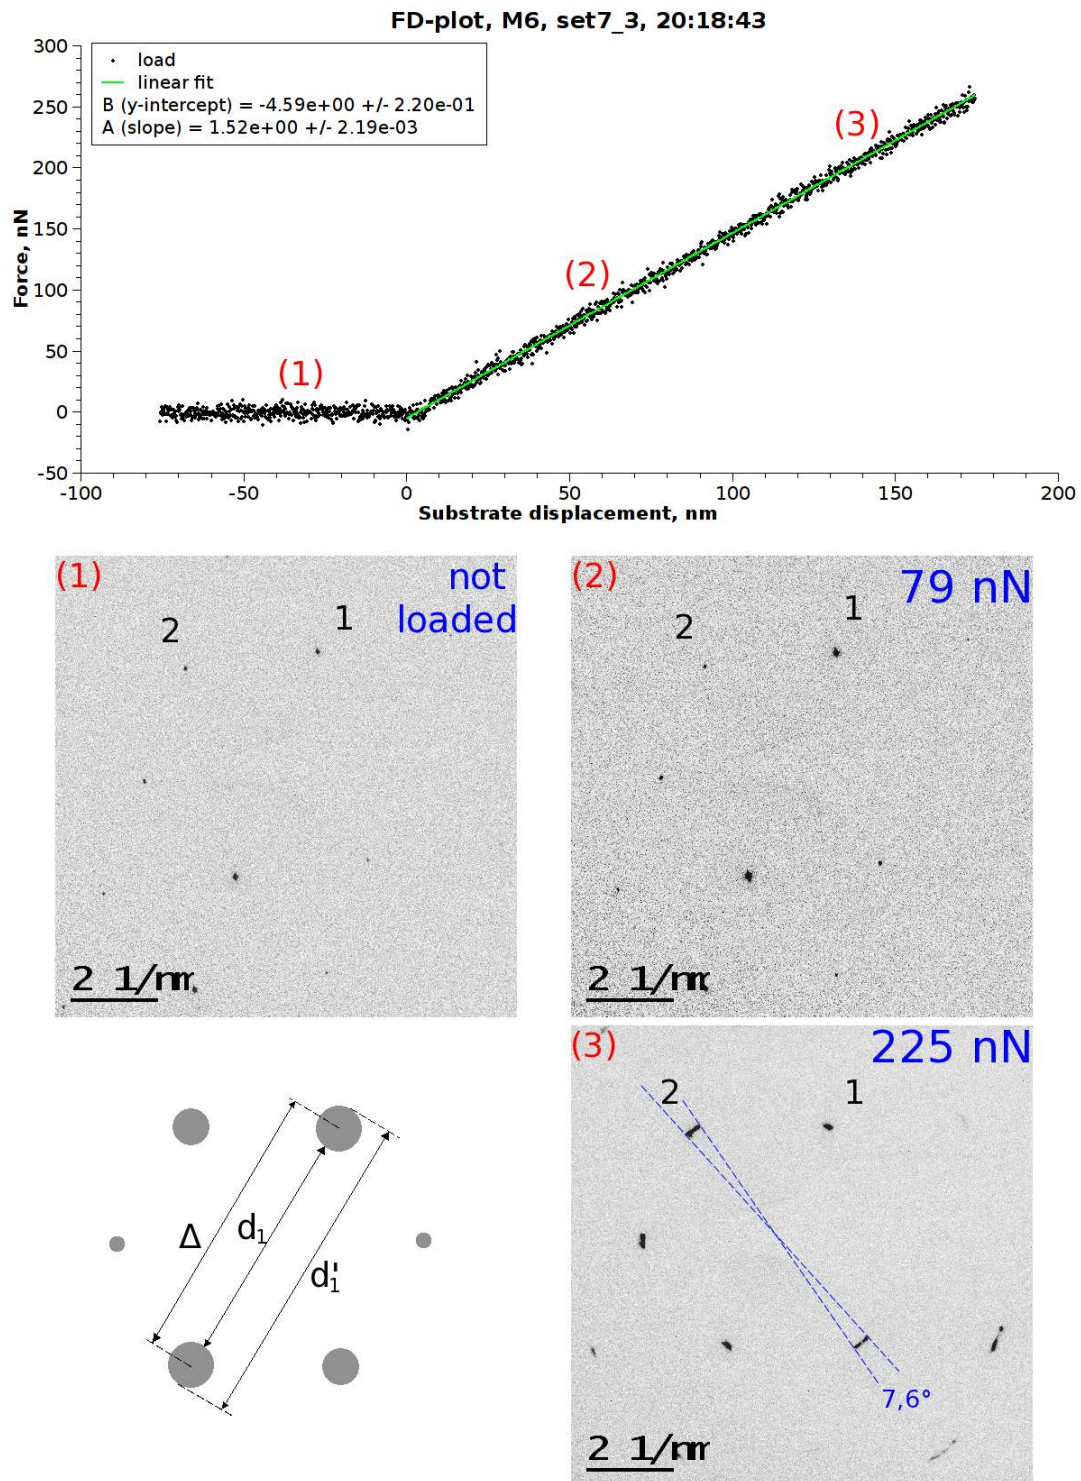 FD-plot, M6, set7_3, 20:18:43
load
linear fit
B (y-intercept) = -4.59e+00 +/- 2.20e-01
A (slope) = 1.52e+00 +/- 2.19e-03
300
250
200
150
100
50
0
-50
Force, nN
(1)
(2)
(3)
-100
-50
0
50
100
150
200
Substrate displacement, nm
(1)
not
loaded
2
1
2 1/nm
(2)
79 nN
2
1
2 1/nm
Δ
d₁
d₁'
(3)
225 nN
2
1
7,6°
2 1/nm